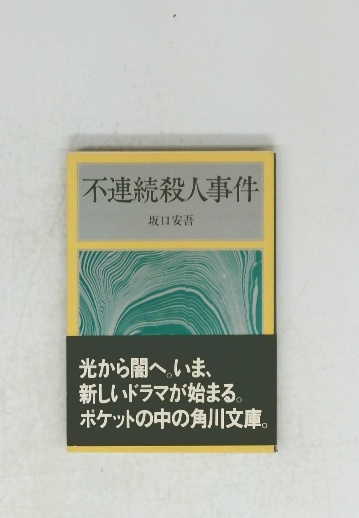 不連続殺人事件
坂口安吾
光から闇へ。いま、
新しいドラマが始まる。
ポケットの中の角川文庫。